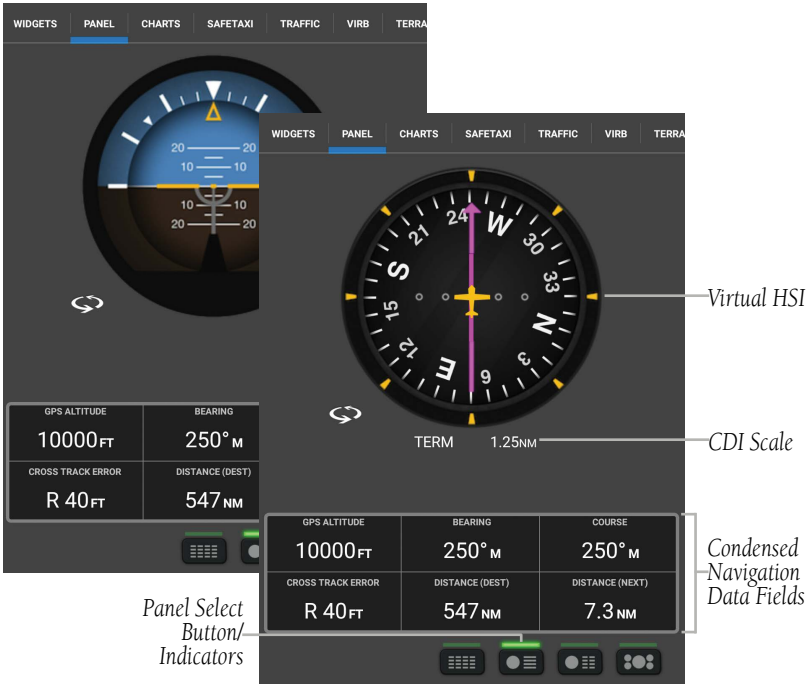 WIDGETS PANEL CHARTS SAFETAXI TRAFFIC VIRB TERRA
20 20
10 10
10
20
GPS ALTITUDE BEARING
10000FT 250°M
CROSS TRACK ERROR DISTANCE (DEST)
R 40FT 547NM
WIDGETS PANEL CHARTS SAFETAXI TRAFFIC VIRB TERRA
24 W 30 33 N 3 6 E 12 15 S 21
TERM 1.25NM
GPS ALTITUDE BEARING COURSE
10000FT 250°M 250°M
CROSS TRACK ERROR DISTANCE (DEST) DISTANCE (NEXT)
R 40FT 547NM 7.3NM
Virtual HSI
CDI Scale
Condensed
Navigation
Data Fields
Panel Select
Button/
Indicators